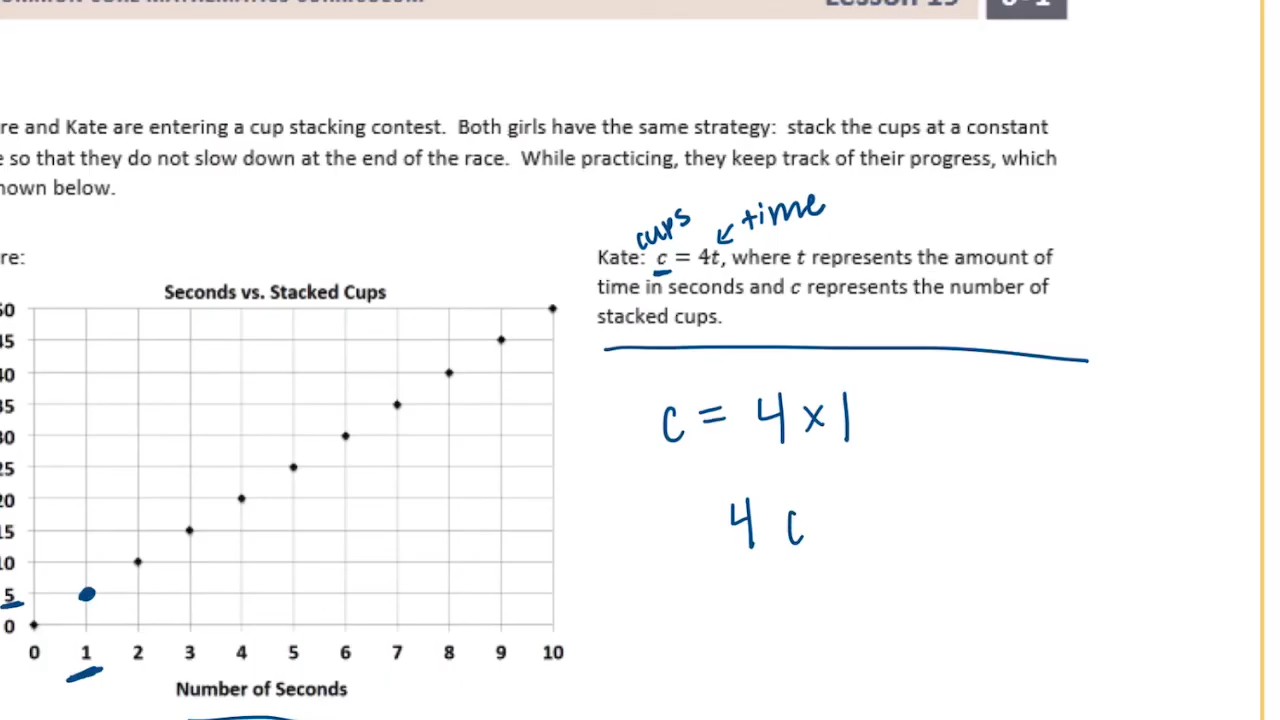 Lesson 19 6•1
re and Kate are entering a cup stacking contest. Both girls have the same strategy: stack the cups at a constant
e so that they do not slow down at the end of the race. While practicing, they keep track of their progress, which
hown below.
cups time
re:
Kate: c = 4t, where t represents the amount of
time in seconds and c represents the number of
stacked cups.
Seconds vs. Stacked Cups
50
45
40
35
30
25
20
15
10
5
0
0 1 2 3 4 5 6 7 8 9 10
Number of Seconds
c = 4 x 1
4 c